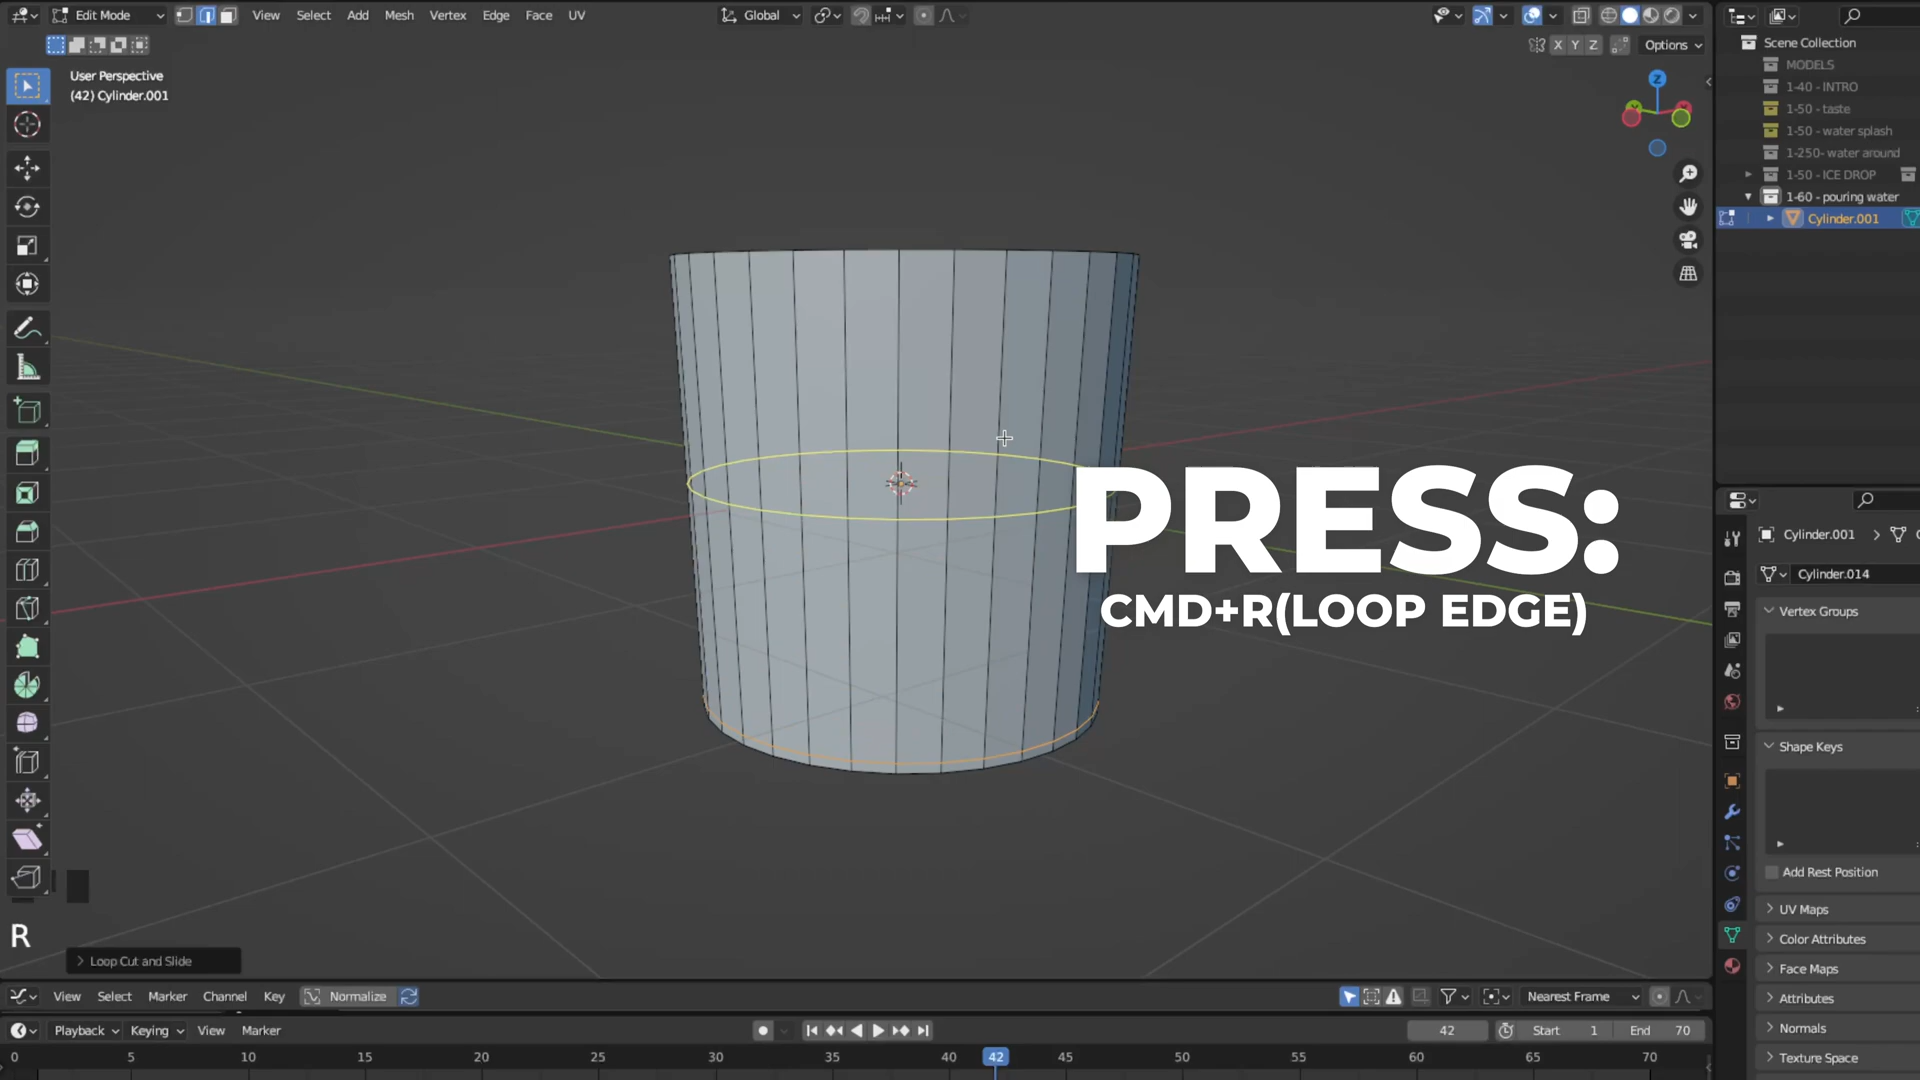 Edit Mode
View
Select
Add
Mesh
Vertex
Edge
Face
UV
Global
X Y Z
Options
User Perspective
(42) Cylinder.001
Z
Scene Collection
MODELS
1-40 - INTRO
1-50 - taste
1-50 - water splash
1-250- water around
1-50 - ICE DROP
1-60 - pouring water
Cylinder.001
PRESS:
CMD+R(LOOP EDGE)
Cylinder.001
Cylinder.014
Vertex Groups
Shape Keys
Add Rest Position
UV Maps
Color Attributes
Face Maps
Attributes
Normals
Texture Space
R
Loop Cut and Slide
View
Select
Marker
Channel
Key
Normalize
Nearest Frame
Playback
Keying
View
Marker
42
Start 1
End 70
0 5 10 15 20 25 30 35 40 42 45 50 55 60 65 70